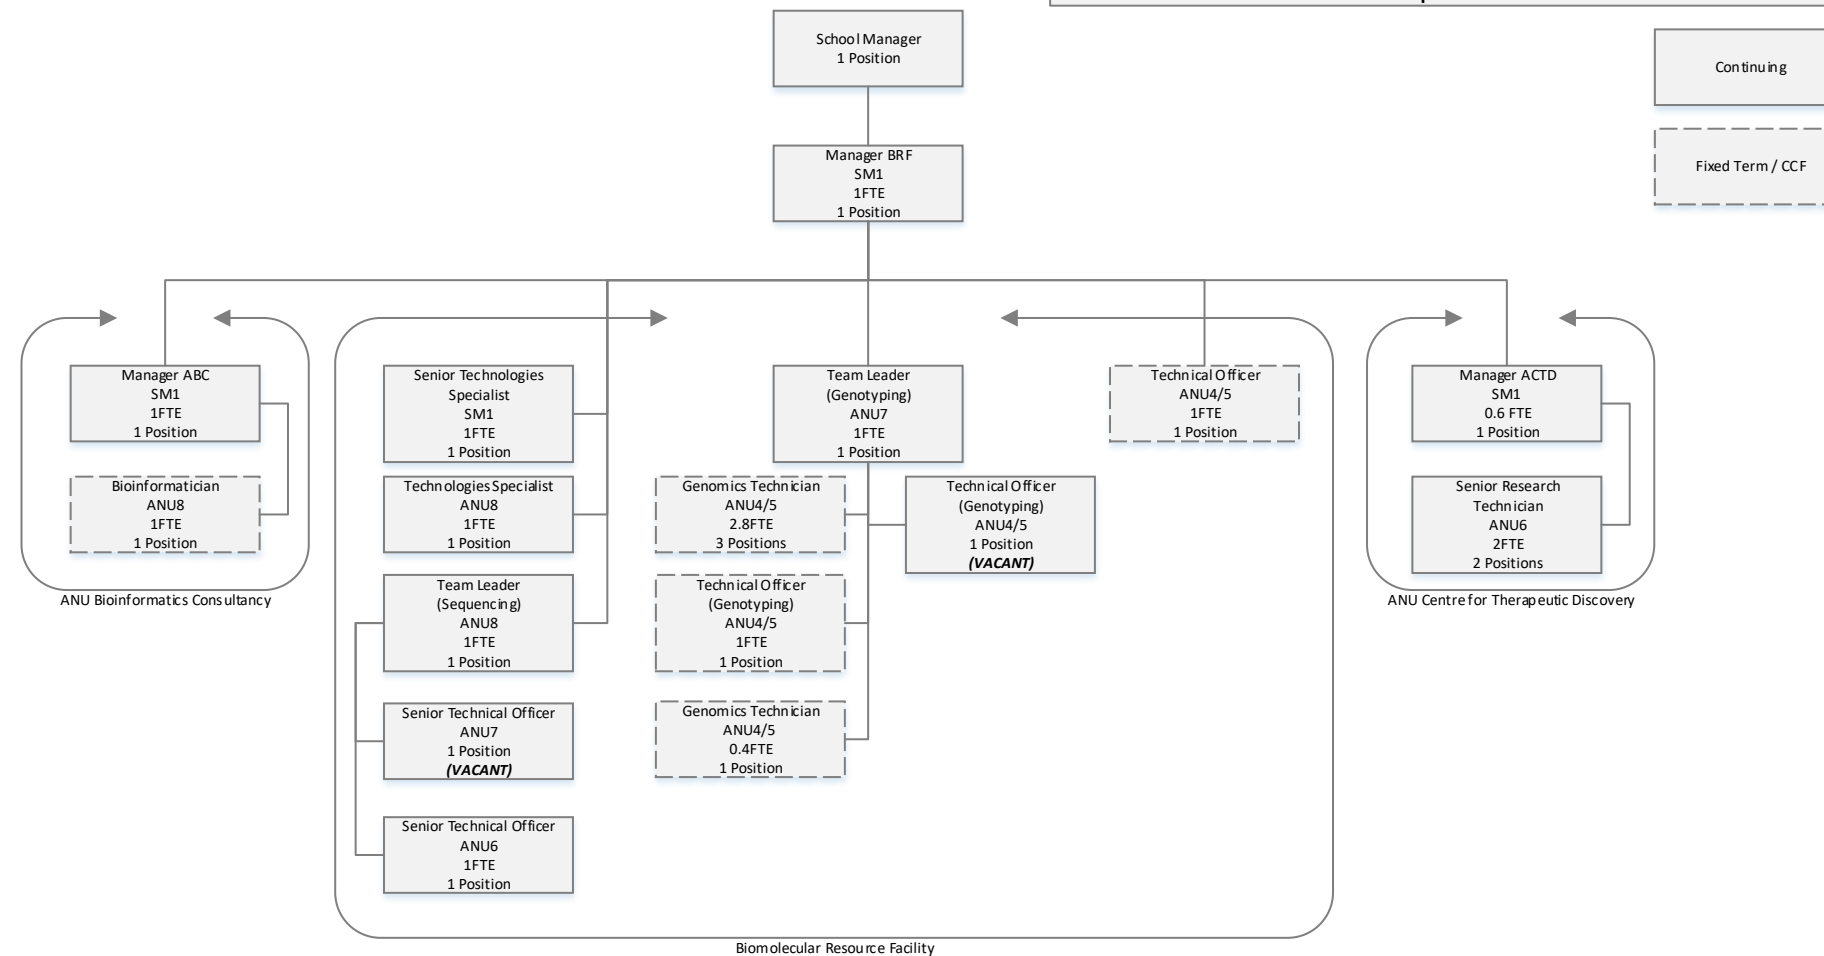 School Manager
1 Position
Continuing
Fixed Term / CCF
Manager BRF
SM1
1FTE
1 Position
Manager ABC
SM1
1FTE
1 Position
Bioinformatician
ANU8
1FTE
1 Position
ANU Bioinformatics Consultancy
Senior Technologies
Specialist
SM1
1FTE
1 Position
Technologies Specialist
ANU8
1FTE
1 Position
Team Leader
(Sequencing)
ANU8
1FTE
1 Position
Senior Technical Officer
ANU7
1 Position
(VACANT)
Senior Technical Officer
ANU6
1FTE
1 Position
Team Leader
(Genotyping)
ANU7
1FTE
1 Position
Genomics Technician
ANU4/5
2.8FTE
3 Positions
Technical Officer
(Genotyping)
ANU4/5
1 Position
(VACANT)
Technical Officer
(Genotyping)
ANU4/5
1FTE
1 Position
Genomics Technician
ANU4/5
0.4FTE
1 Position
Technical Officer
ANU4/5
1FTE
1 Position
Biomolecular Resource Facility
Manager ACTD
SM1
0.6 FTE
1 Position
Senior Research
Technician
ANU6
2FTE
2 Positions
ANU Centre for Therapeutic Discovery